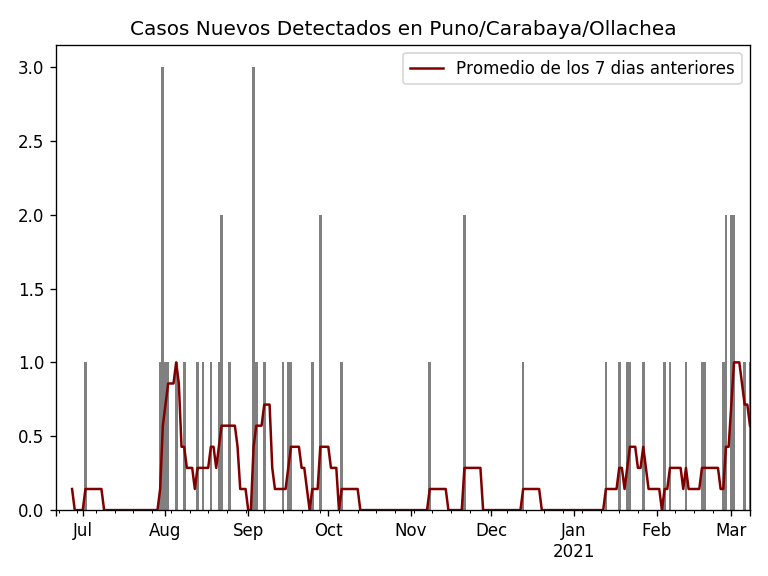 Casos Nuevos Detectados en Puno/Carabaya/Ollachea
Promedio de los 7 dias anteriores
3.0
2.5
2.0
1.5
1.0
0.5
0.0
Jul Aug Sep Oct Nov Dec Jan Feb Mar
2021